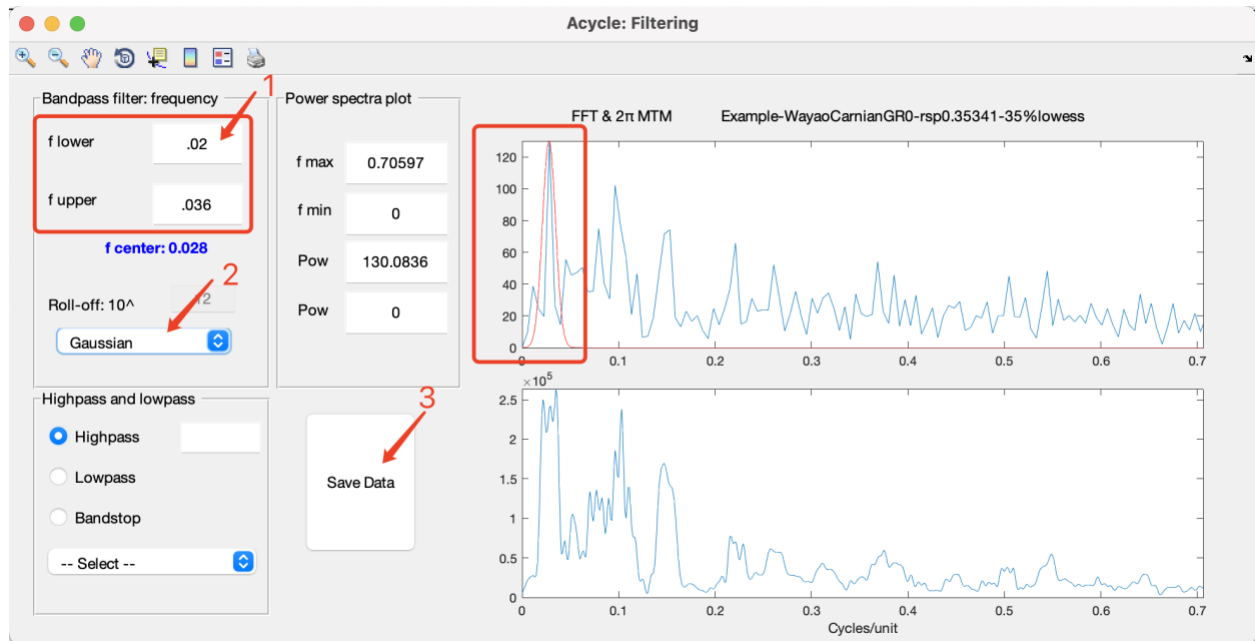 Acycle: Filtering
1
Bandpass filter: frequency
f lower
.02
f upper
.036
f center: 0.028
2
Roll-off: 10^
Gaussian
Power spectra plot
f max
0.70597
f min
0
Pow
130.0836
Pow
0
Highpass and lowpass
Highpass
Lowpass
Bandstop
-- Select --
3
Save Data
FFT & 2π MTM
Example-WayaoCarnianGR0-rsp0.35341-35%lowess
120
100
80
60
40
20
0
0 0.1 0.2 0.3 0.4 0.5 0.6 0.7
×10^5
2.5
2
1.5
1
0.5
0
0 0.1 0.2 0.3 0.4 0.5 0.6 0.7
Cycles/unit